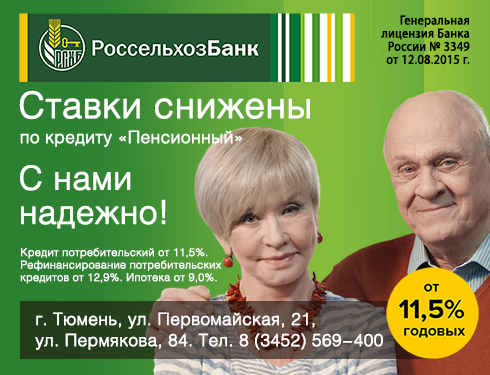 РоссельхозБанк
Генеральная
лицензия Банка
России № 3349
от 12.08.2015 г.
Ставки снижены
по кредиту «Пенсионный»
С нами
надежно!
Кредит потребительский от 11,5%.
Рефинансирование потребительских
кредитов от 12,9%. Ипотека от 9,0%.
от
11,5%
годовых
г. Тюмень, ул. Первомайская, 21,
ул. Пермякова, 84. Тел. 8 (3452) 569–400